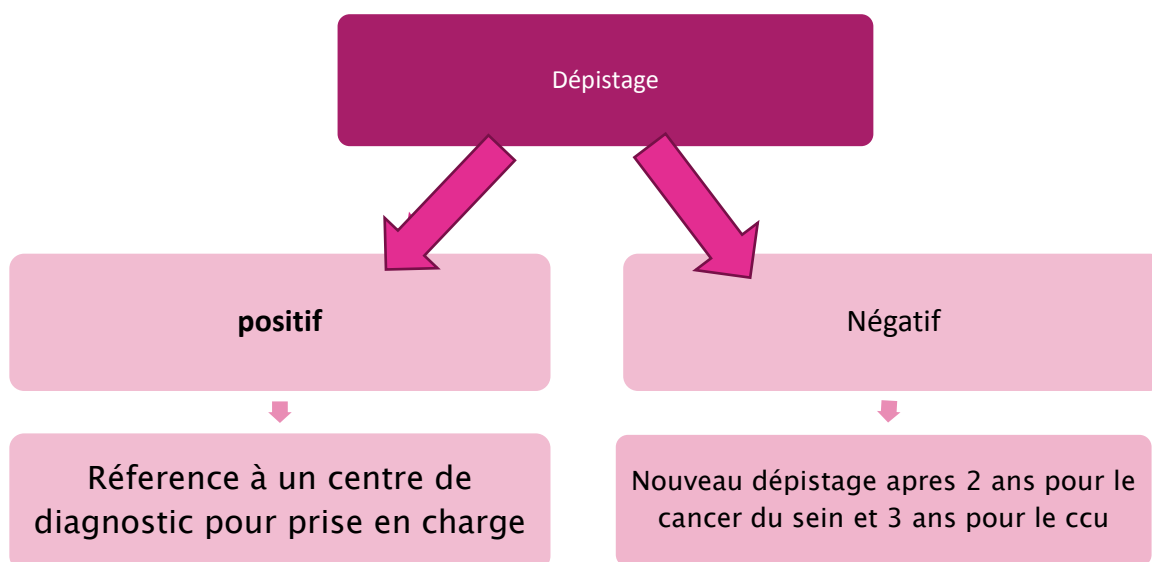 Dépistage
positif
Négatif
Réference à un centre de
diagnostic pour prise en charge
Nouveau dépistage apres 2 ans pour le
cancer du sein et 3 ans pour le ccu